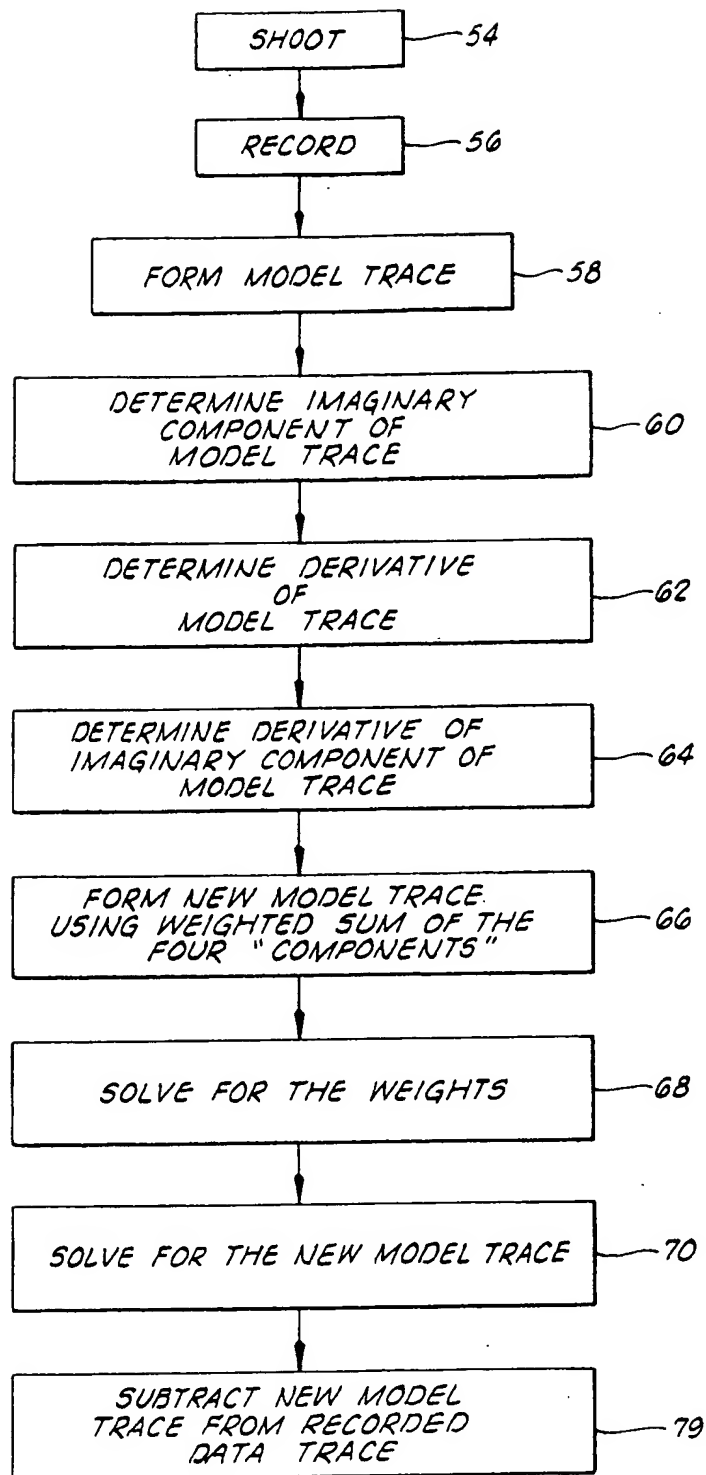 SHOOT
54
RECORD
56
FORM MODEL TRACE
58
DETERMINE IMAGINARY
COMPONENT OF
MODEL TRACE
60
DETERMINE DERIVATIVE
OF
MODEL TRACE
62
DETERMINE DERIVATIVE OF
IMAGINARY COMPONENT OF
MODEL TRACE
64
FORM NEW MODEL TRACE.
USING WEIGHTED SUM OF THE
FOUR "COMPONENTS"
66
SOLVE FOR THE WEIGHTS
68
SOLVE FOR THE NEW MODEL TRACE
70
SUBTRACT NEW MODEL
TRACE FROM RECORDED
DATA TRACE
79